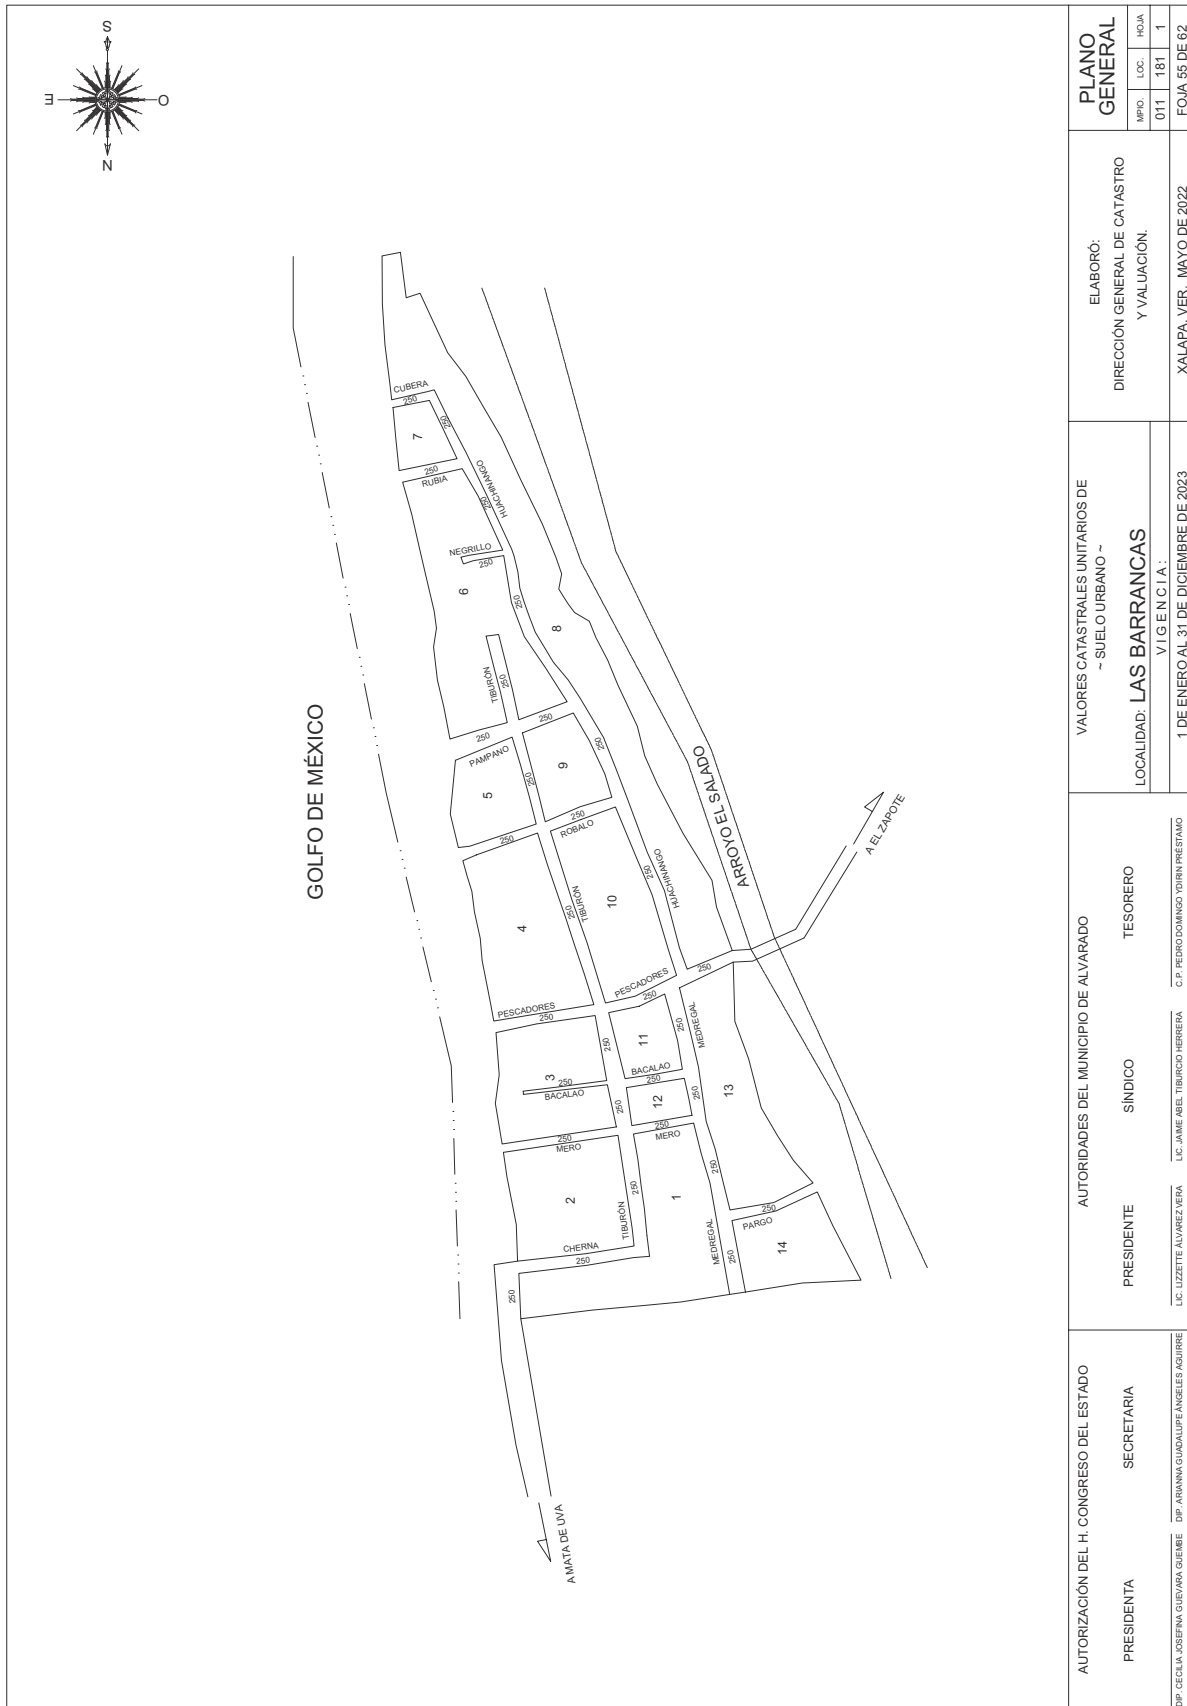 S
E
O
N
GOLFO DE MÉXICO
CUBERA
250
7
250
250
RUBIA
HUACHINANGO
250
NEGRILLO
250
6
250
8
TIBURÓN
250
250
PAMPANO
250
5
250
9
250
250
250
ROBALO
4
250
TIBURÓN
10
250
HUACHINANGO
ARROYO EL SALADO
A EL ZAPOTE
PESCADORES
250
PESCADORES
250
250
3
250
BACALAO
250
11
250
MEDREGAL
BACALAO
250
250
12
250
13
250
MERO
250
MERO
2
TIBURÓN
250
1
250
MEDREGAL
250
PARGO
250
14
CHERNA
250
250
A MATA DE UVA
AUTORIZACIÓN DEL H. CONGRESO DEL ESTADO
PRESIDENTA
SECRETARIA
DIP. CECILIA JOSEFINA GUEVARA GUEMBE
DIP. ARIANNA GUADALUPE ÁNGELES AGUIRRE
AUTORIDADES DEL MUNICIPIO DE ALVARADO
PRESIDENTE
SÍNDICO
TESORERO
LIC. LIZZETTE ÁLVAREZ VERA
LIC. JAIME ABEL TIBURCIO HERRERA
C.P. PEDRO DOMINGO YDIRIN PRÉSTAMO
VALORES CATASTRALES UNITARIOS DE
~ SUELO URBANO ~
LOCALIDAD: LAS BARRANCAS
V I G E N C I A :
1 DE ENERO AL 31 DE DICIEMBRE DE 2023
ELABORÓ:
DIRECCIÓN GENERAL DE CATASTRO
Y VALUACIÓN.
XALAPA, VER., MAYO DE 2022
PLANO
GENERAL
MPIO. LOC. HOJA
011 181 1
FOJA 55 DE 62